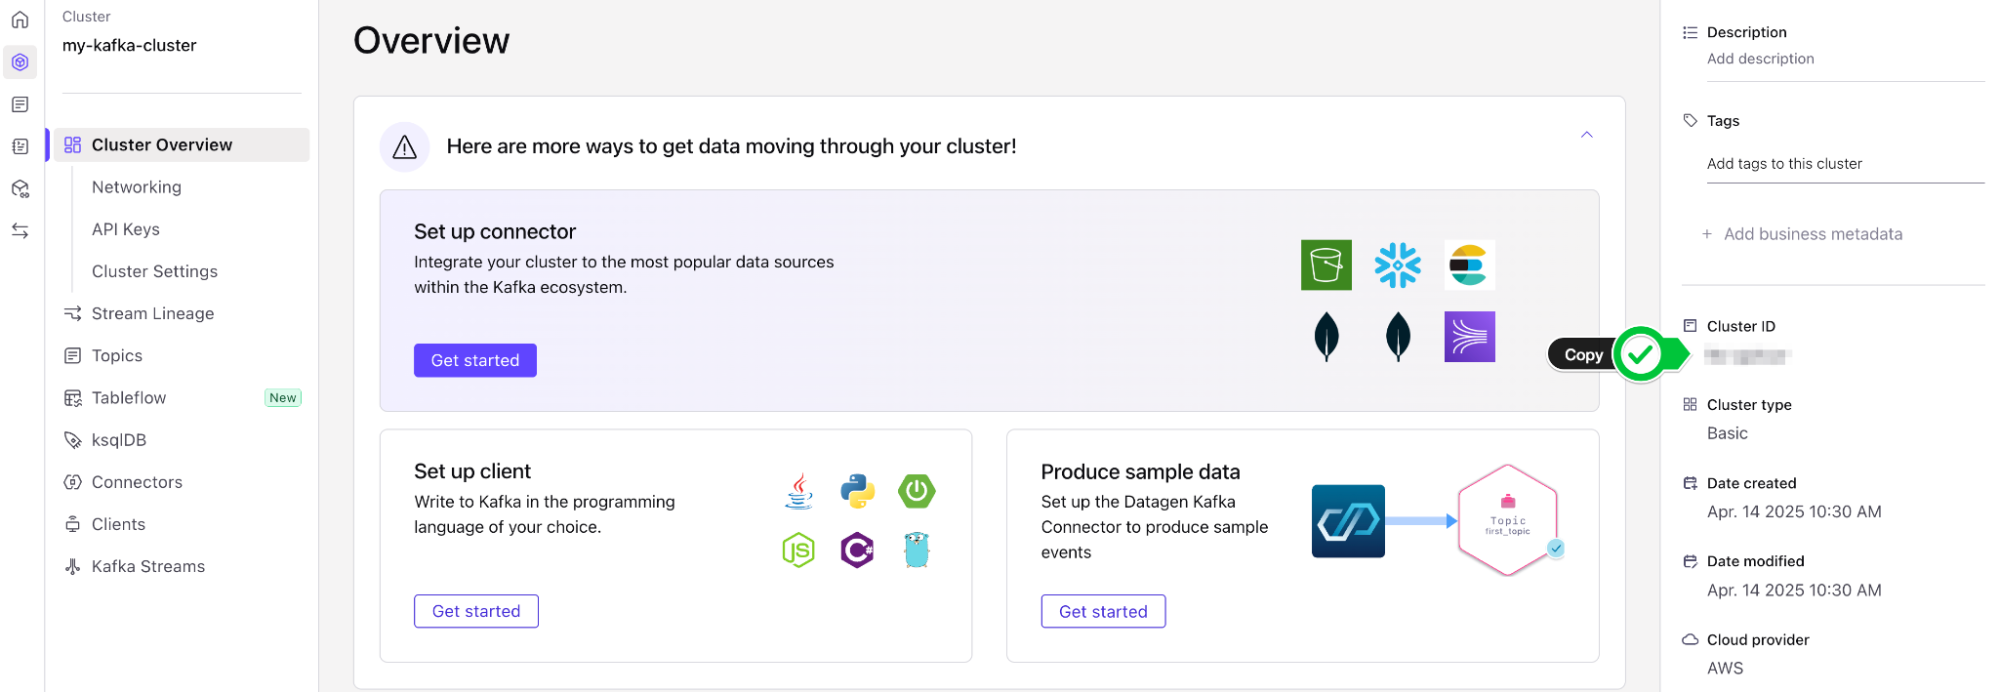 Cluster
my-kafka-cluster
Cluster Overview
Networking
API Keys
Cluster Settings
Stream Lineage
Topics
Tableflow New
ksqlDB
Connectors
Clients
Kafka Streams
Overview
Here are more ways to get data moving through your cluster!
Set up connector
Integrate your cluster to the most popular data sources
within the Kafka ecosystem.
Get started
Set up client
Write to Kafka in the programming
language of your choice.
JS
C#
Get started
Produce sample data
Set up the Datagen Kafka
Connector to produce sample
events
Topic
first_topic
Get started
Description
Add description
Tags
Add tags to this cluster
+ Add business metadata
Cluster ID
Copy
Cluster type
Basic
Date created
Apr. 14 2025 10:30 AM
Date modified
Apr. 14 2025 10:30 AM
Cloud provider
AWS